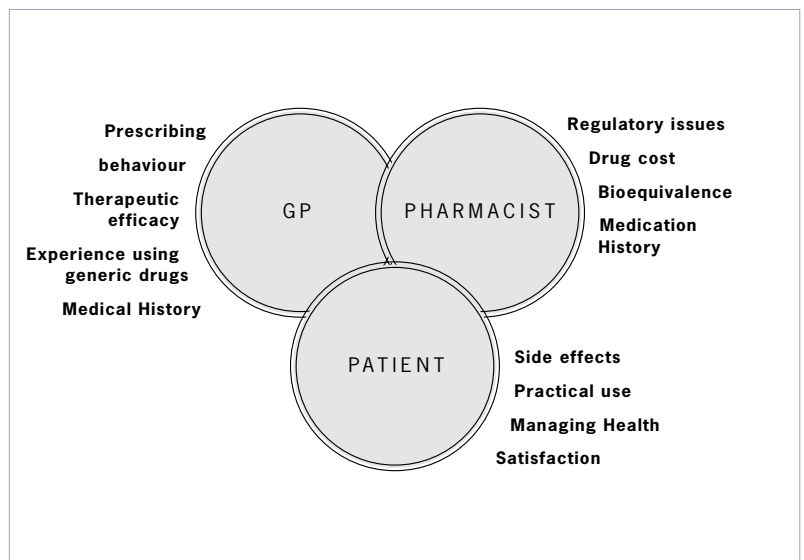 Prescribing
behaviour
Therapeutic
efficacy
Experience using
generic drugs
Medical History
GP
PHARMACIST
Regulatory issues
Drug cost
Bioequivalence
Medication
History
PATIENT
Side effects
Practical use
Managing Health
Satisfaction